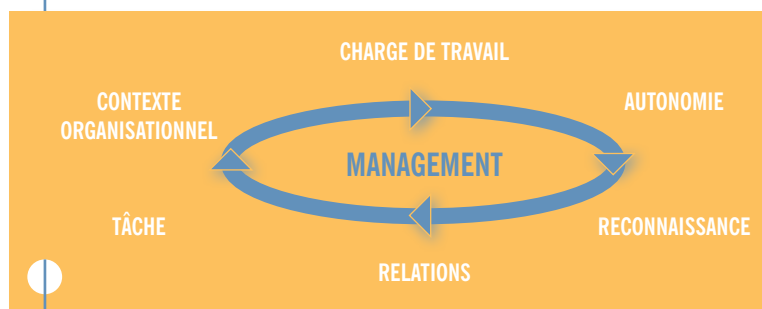 CHARGE DE TRAVAIL
CONTEXTE
ORGANISATIONNEL
AUTONOMIE
MANAGEMENT
TÂCHE
RECONNAISSANCE
RELATIONS